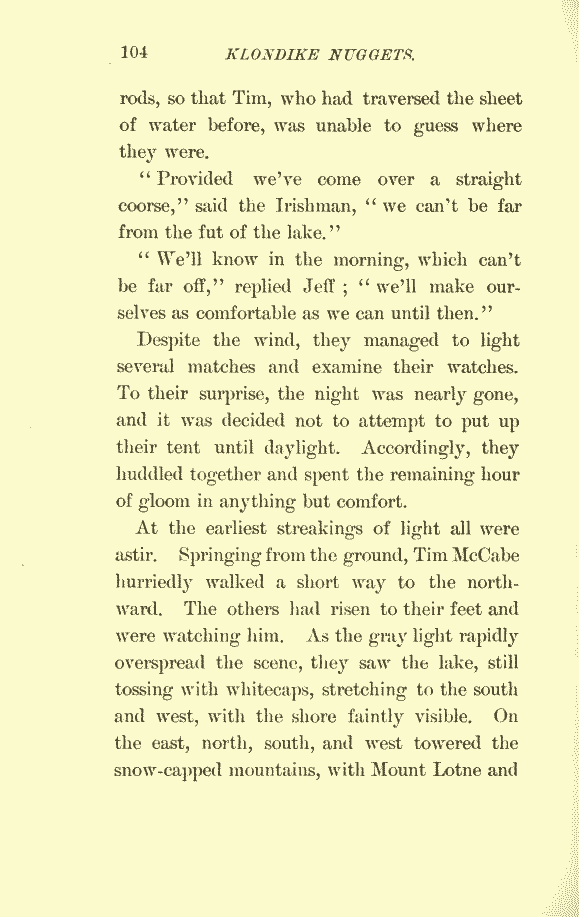 104 KLONDIKE NUGGETS.
rods, so that Tim, who had traversed the sheet
of water before, was unable to guess where
they were.
“ Provided we’ve come over a straight
coorse,” said the Irishman, “ we can’t be far
from the fut of the lake.”
“ We’ll know in the morning, which can’t
be far off,” replied Jeff ; “ we’ll make our-
selves as comfortable as we can until then.”
Despite the wind, they managed to light
several matches and examine their watches.
To their surprise, the night was nearly gone,
and it was decided not to attempt to put up
their tent until daylight. Accordingly, they
huddled together and spent the remaining hour
of gloom in anything but comfort.
At the earliest streakings of light all were
astir. Springing from the ground, Tim McCabe
hurriedly walked a short way to the north-
ward. The others had risen to their feet and
were watching him. As the gray light rapidly
overspread the scene, they saw the lake, still
tossing with whitecaps, stretching to the south
and west, with the shore faintly visible. On
the east, north, south, and west towered the
snow-capped mountains, with Mount Lotne and